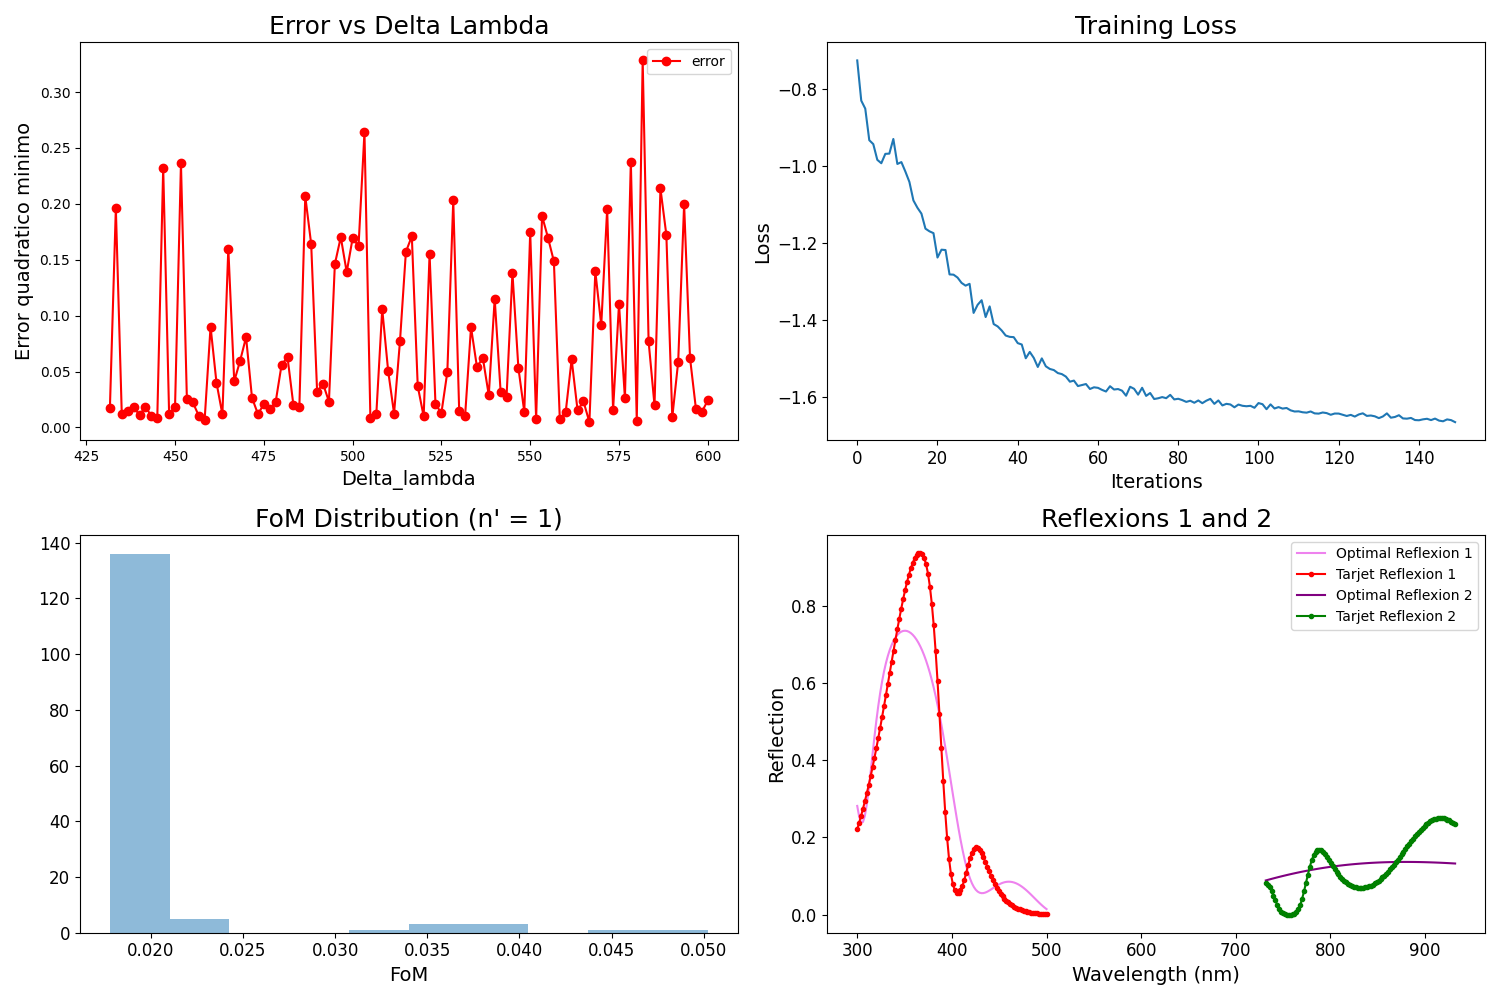 Error vs Delta Lambda
error
Error quadratico minimo
0.30
0.25
0.20
0.15
0.10
0.05
0.00
425 450 475 500 525 550 575 600
Delta_lambda
Training Loss
Loss
−0.8
−1.0
−1.2
−1.4
−1.6
0 20 40 60 80 100 120 140
Iterations
FoM Distribution (n' = 1)
140
120
100
80
60
40
20
0
0.020 0.025 0.030 0.035 0.040 0.045 0.050
FoM
Reflexions 1 and 2
Optimal Reflexion 1
Tarjet Reflexion 1
Optimal Reflexion 2
Tarjet Reflexion 2
Reflection
0.8
0.6
0.4
0.2
0.0
300 400 500 600 700 800 900
Wavelength (nm)